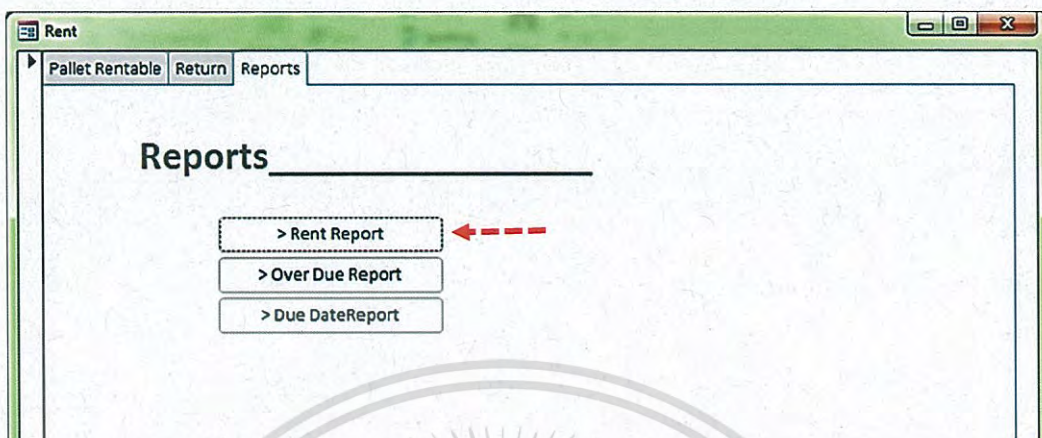 Rent
Pallet Rentable Return Reports
Reports
> Rent Report
> Over Due Report
> Due DateReport